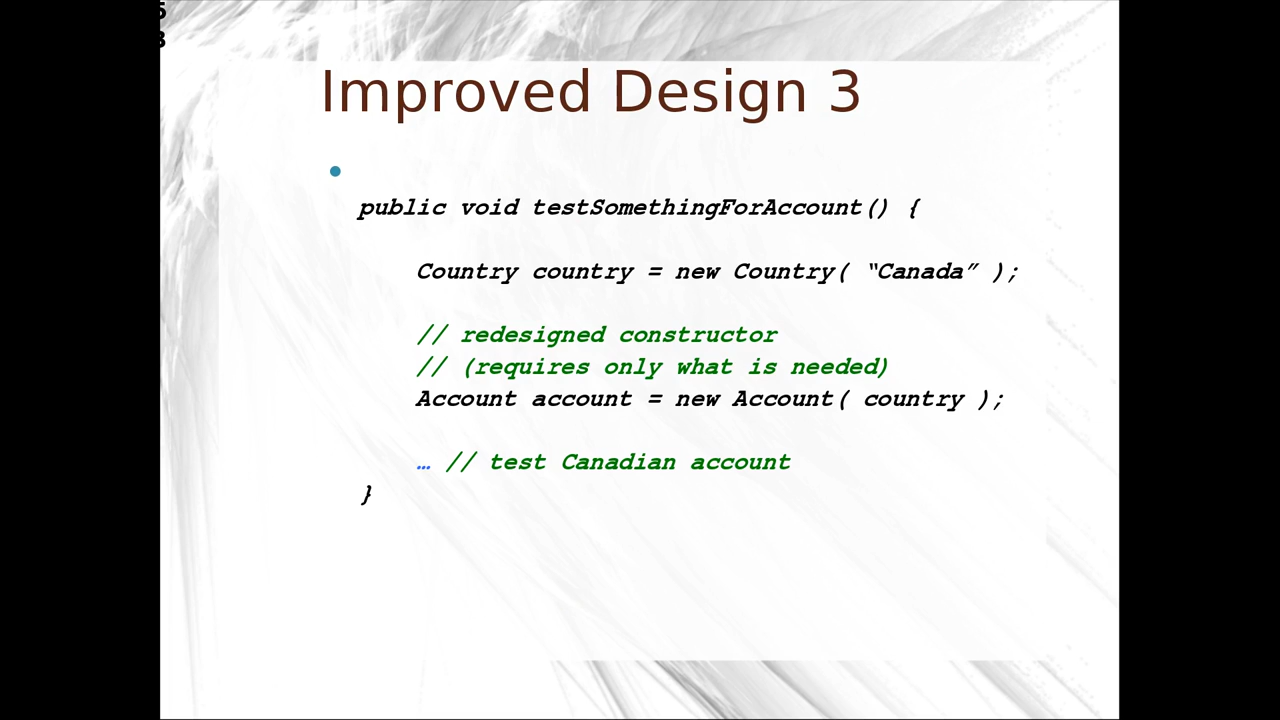 Improved Design 3
•
public void testSomethingForAccount() {
Country country = new Country( “Canada” );
// redesigned constructor
// (requires only what is needed)
Account account = new Account( country );
… // test Canadian account
}